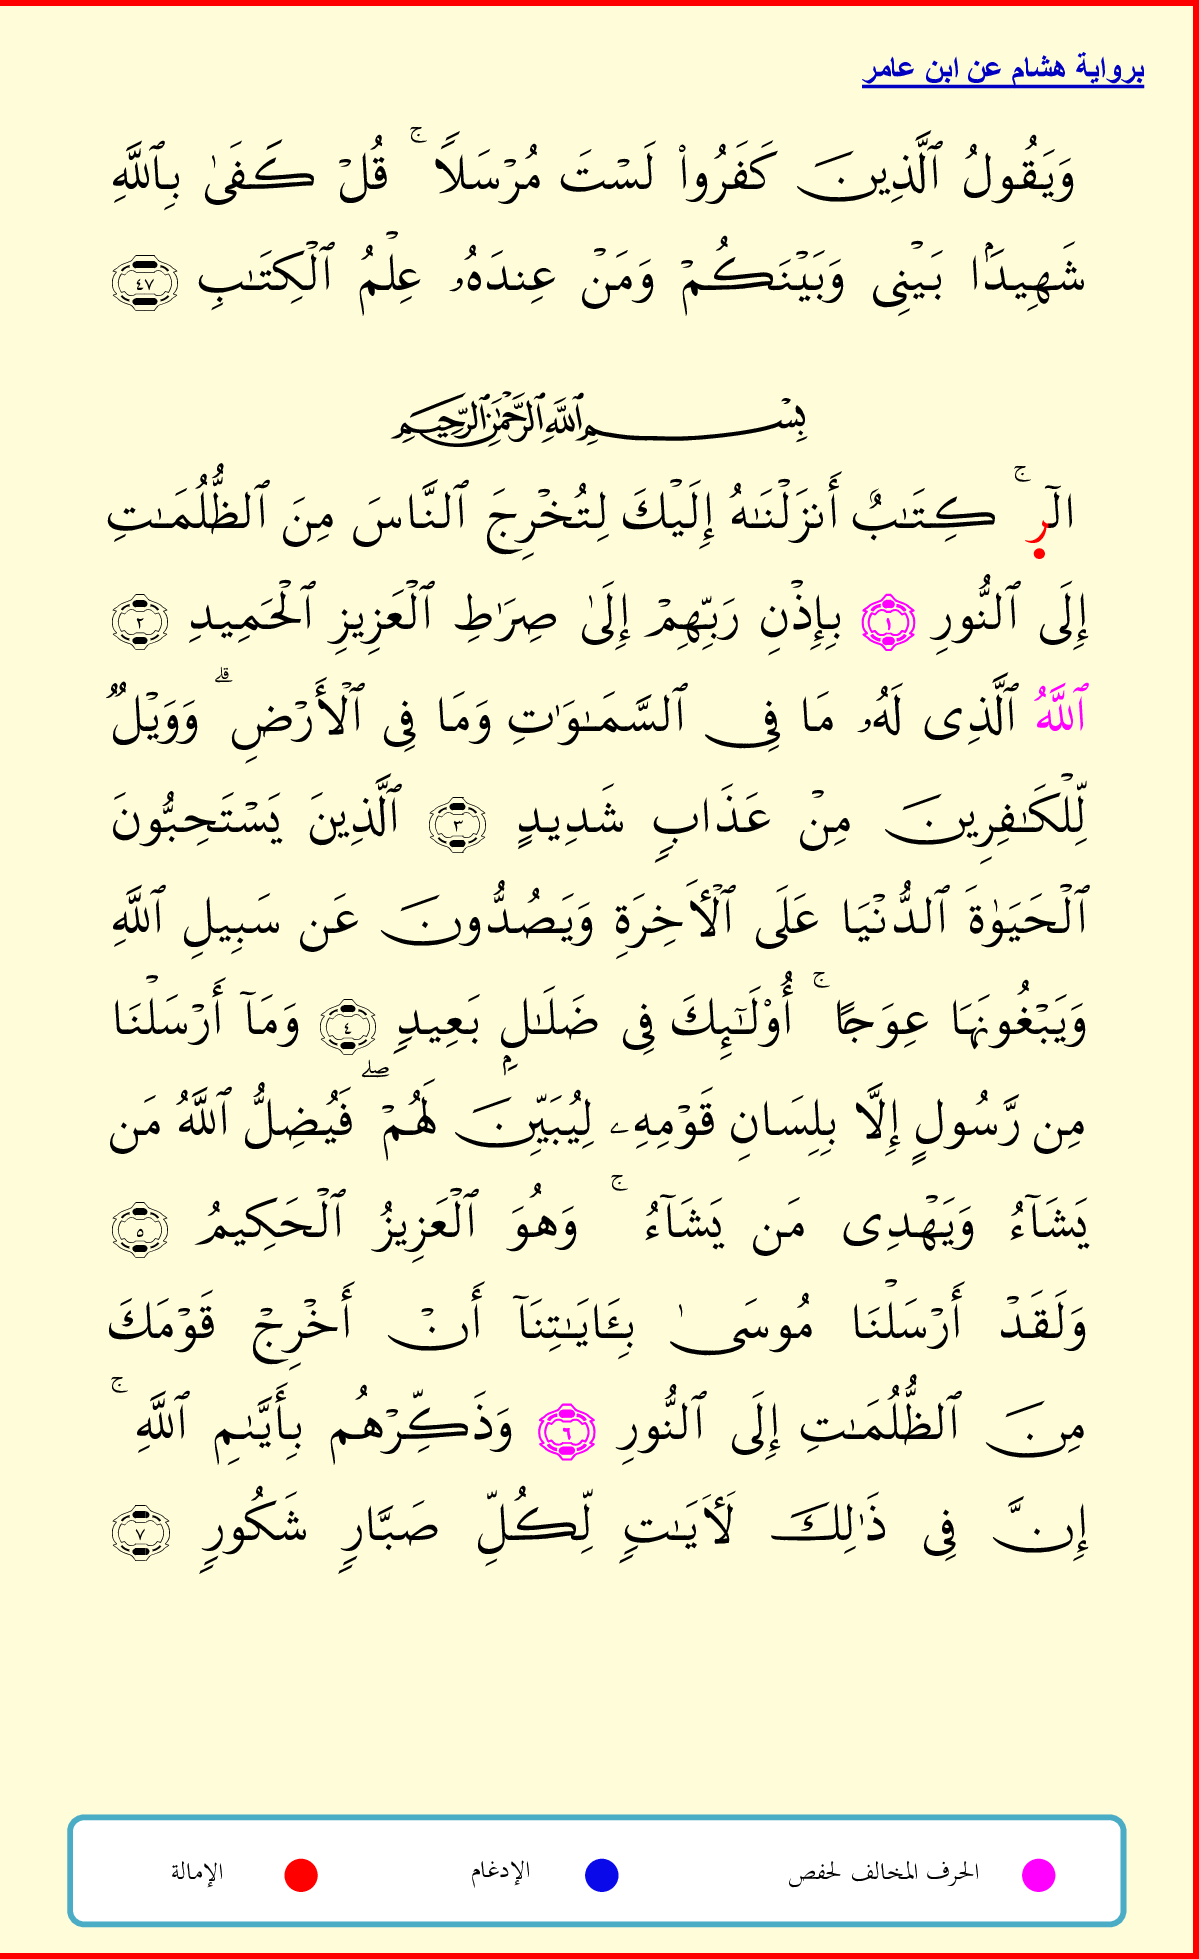 برواية هشام عن ابن عامر
وَيَقُولُ ٱلَّذِينَ كَفَرُوا۟ لَسْتَ مُرْسَلًا ۚ قُلْ كَفَىٰ بِٱللَّهِ
شَهِيدًۢا بَيْنِى وَبَيْنَكُمْ وَمَنْ عِندَهُۥ عِلْمُ ٱلْكِتَـٰبِ ٤٧
بِسْمِ ٱللَّهِ ٱلرَّحْمَـٰنِ ٱلرَّحِيمِ
الٓر ۚ كِتَـٰبٌ أَنزَلْنَـٰهُ إِلَيْكَ لِتُخْرِجَ ٱلنَّاسَ مِنَ ٱلظُّلُمَـٰتِ
إِلَى ٱلنُّورِ ١ بِإِذْنِ رَبِّهِمْ إِلَىٰ صِرَٰطِ ٱلْعَزِيزِ ٱلْحَمِيدِ ٢
ٱللَّهُ ٱلَّذِى لَهُۥ مَا فِى ٱلسَّمَـٰوَٰتِ وَمَا فِى ٱلْأَرْضِ ۗ وَوَيْلٌ
لِّلْكَـٰفِرِينَ مِنْ عَذَابٍ شَدِيدٍ ٣ ٱلَّذِينَ يَسْتَحِبُّونَ
ٱلْحَيَوٰةَ ٱلدُّنْيَا عَلَى ٱلْـَٔاخِرَةِ وَيَصُدُّونَ عَن سَبِيلِ ٱللَّهِ
وَيَبْغُونَهَا عِوَجًا ۚ أُو۟لَـٰٓئِكَ فِى ضَلَـٰلٍۭ بَعِيدٍ ٤ وَمَآ أَرْسَلْنَا
مِن رَّسُولٍ إِلَّا بِلِسَانِ قَوْمِهِۦ لِيُبَيِّنَ لَهُمْ ۖ فَيُضِلُّ ٱللَّهُ مَن
يَشَآءُ وَيَهْدِى مَن يَشَآءُ ۚ وَهُوَ ٱلْعَزِيزُ ٱلْحَكِيمُ ٥
وَلَقَدْ أَرْسَلْنَا مُوسَىٰ بِـَٔايَـٰتِنَآ أَنْ أَخْرِجْ قَوْمَكَ
مِنَ ٱلظُّلُمَـٰتِ إِلَى ٱلنُّورِ ٦ وَذَكِّرْهُم بِأَيَّىٰمِ ٱللَّهِ ۚ
إِنَّ فِى ذَٰلِكَ لَـَٔايَـٰتٍ لِّكُلِّ صَبَّارٍ شَكُورٍ ٧
الحرف المخالف لحفص الإدغام الإمالة